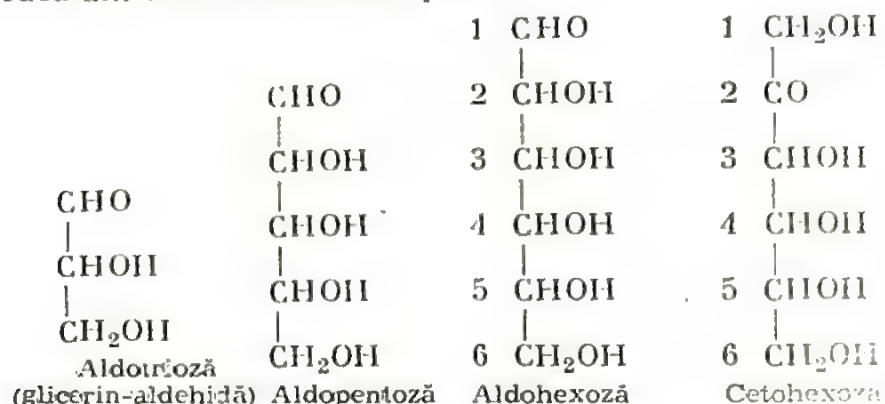 CHO
CHOH
CH₂OH
Aldotrioză
(glicerin-aldehidă)
CHO
CHOH
CHOH
CHOH
CH₂OH
Aldopentoză
1 CHO
2 CHOH
3 CHOH
4 CHOH
5 CHOH
6 CH₂OH
Aldohexoză
1 CH₂OH
2 CO
3 CHOH
4 CHOH
5 CHOH
6 CH₂OH
Cetohexoză